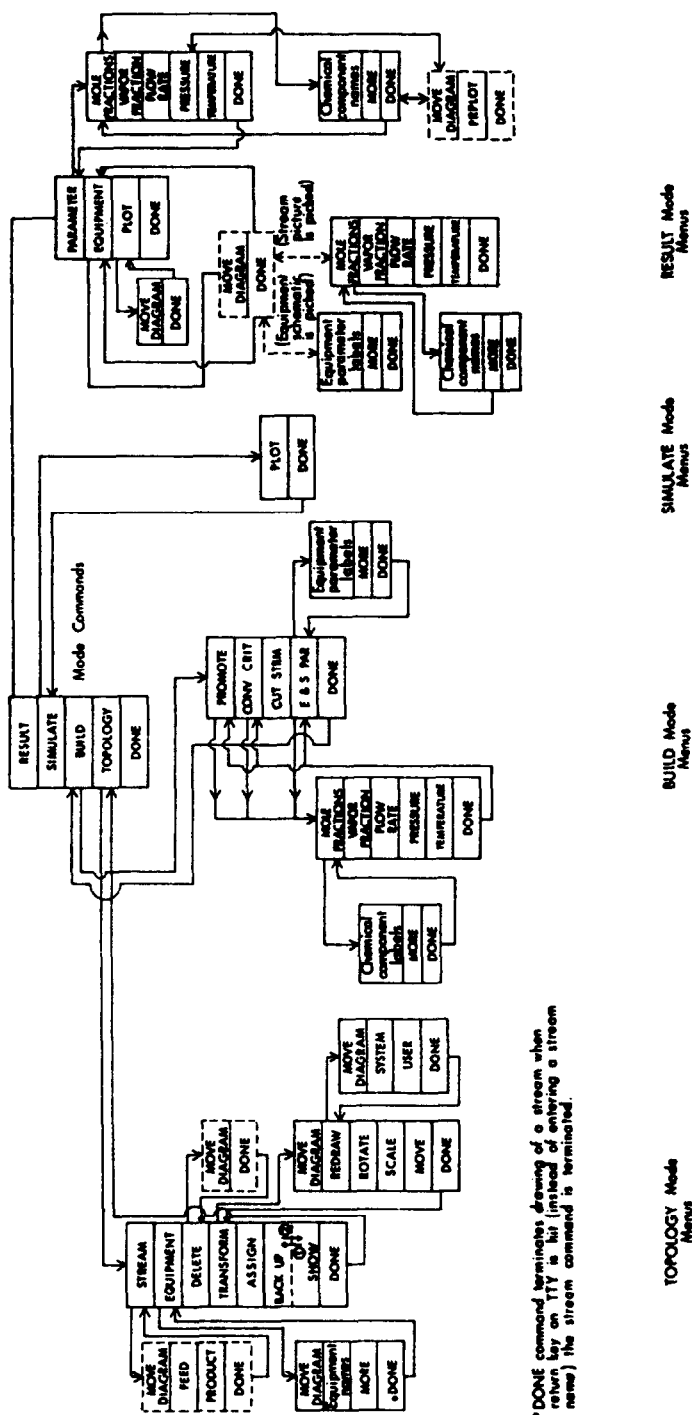 RESULT
SIMULATE
BUILD
TOPOLOGY
DONE
Mode Commands
STREAM
EQUIPMENT
DELETE
TRANSFORM
ASSIGN
BACK UP
SHOW
DONE
MOVE
DIAGRAM
FEED
PRODUCT
DONE
MOVE
DIAGRAM
Equipment
names
MORE
*DONE
MOVE
DIAGRAM
DONE
MOVE
DIAGRAM
REDRAW
ROTATE
SCALE
MOVE
DONE
MOVE
DIAGRAM
SYSTEM
USER
DONE
*DONE command terminates drawing of a stream when
return key on TTY is hit (instead of entering a stream
name) the stream command is terminated.
TOPOLOGY Mode
Menus
PROMOTE
CONV CRIT
CUT STRM
E & S PAR
DONE
Chemical
component
labels
MORE
DONE
MOLE
FRACTIONS
VAPOR
FRACTION
FLOW
RATE
PRESSURE
TEMPERATURE
DONE
Equipment
parameter
labels
MORE
DONE
BUILD Mode
Menus
PLOT
DONE
SIMULATE Mode
Menus
PARAMETER
EQUIPMENT
PLOT
DONE
MOVE
DIAGRAM
DONE
MOVE
DIAGRAM
DONE
(Equipment
schematic
is picked)
(Stream
picture
is picked)
Equipment
parameter
labels
MORE
DONE
MOLE
FRACTIONS
VAPOR
FRACTION
FLOW
RATE
PRESSURE
TEMPERATURE
DONE
Chemical
component
names
MORE
DONE
MOLE
FRACTIONS
VAPOR
FRACTION
FLOW
RATE
PRESSURE
TEMPERATURE
DONE
Chemical
component
names
MORE
DONE
MOVE
DIAGRAM
PREPLOT
DONE
RESULT Mode
Menus